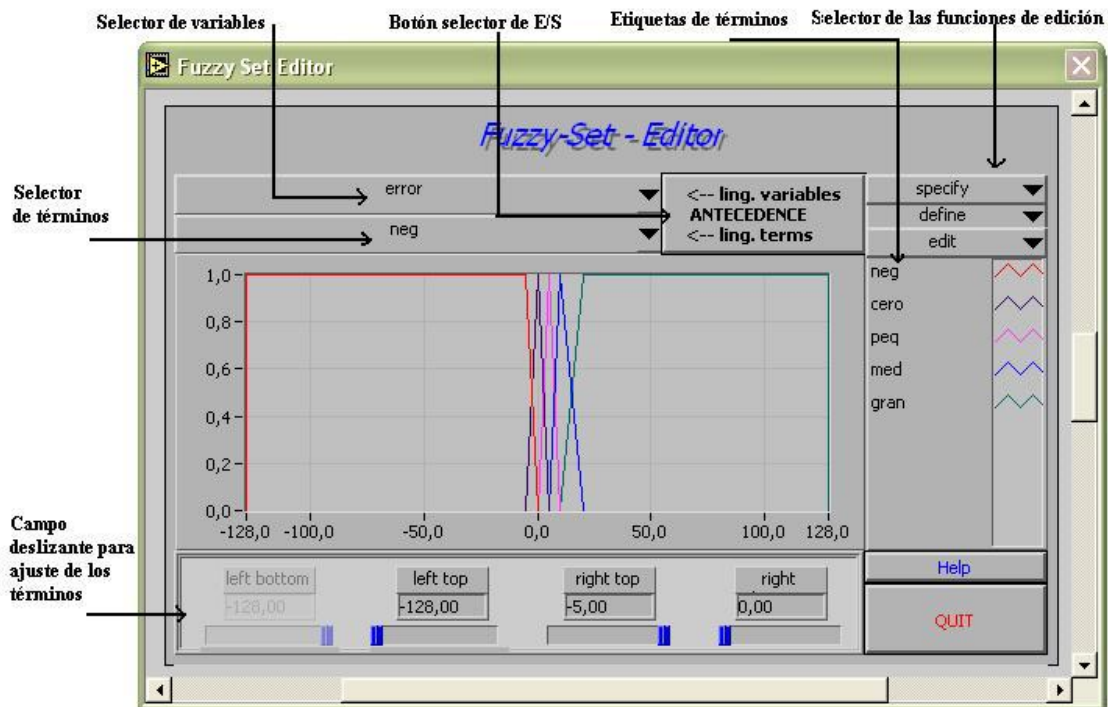 Selector de variables
Botón selector de E/S
Etiquetas de términos
Selector de las funciones de edición
Fuzzy Set Editor
Fuzzy-Set - Editor
Selector
de términos
error
neg
<-- ling. variables
ANTECEDENCE
<-- ling. terms
specify
define
edit
neg
cero
peq
med
gran
1,0
0,8
0,6
0,4
0,2
0,0
-128,0 -100,0 -50,0 0,0 50,0 100,0 128,0
Campo
deslizante para
ajuste de los
términos
left bottom
-128,00
left top
-128,00
right top
-5,00
right
0,00
Help
QUIT